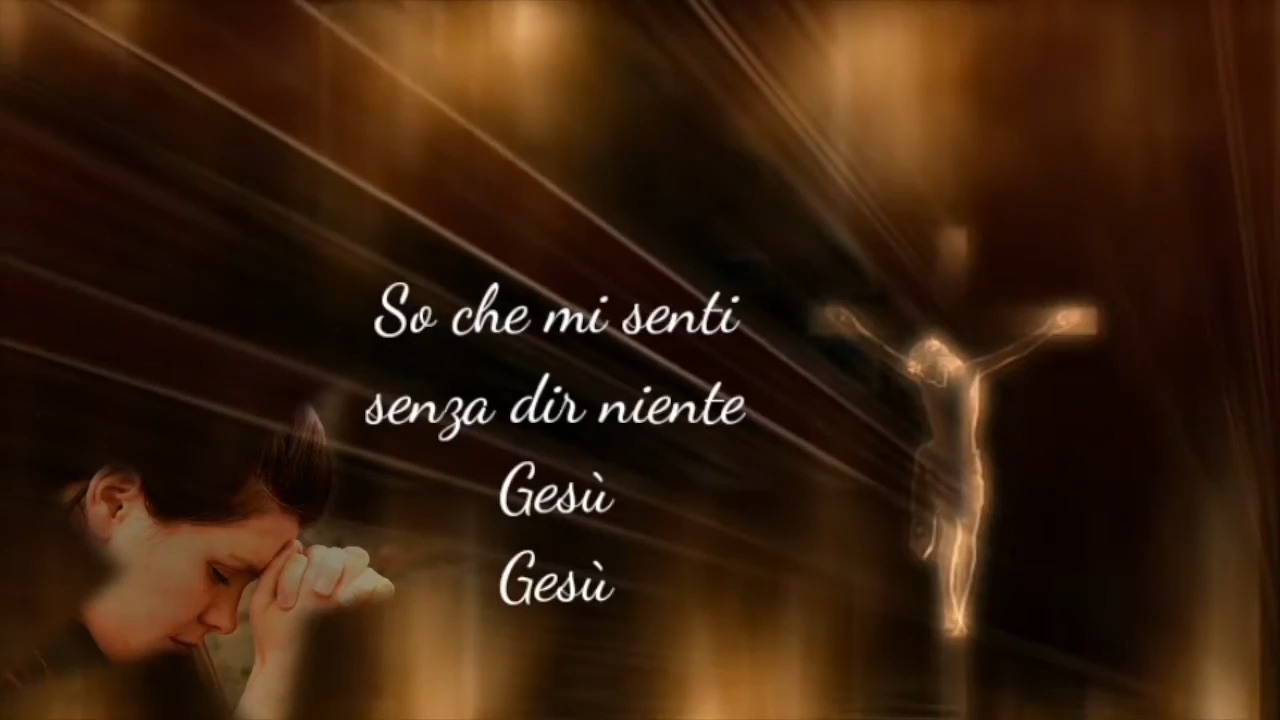 So che mi senti
senza dir niente
Gesù
Gesù